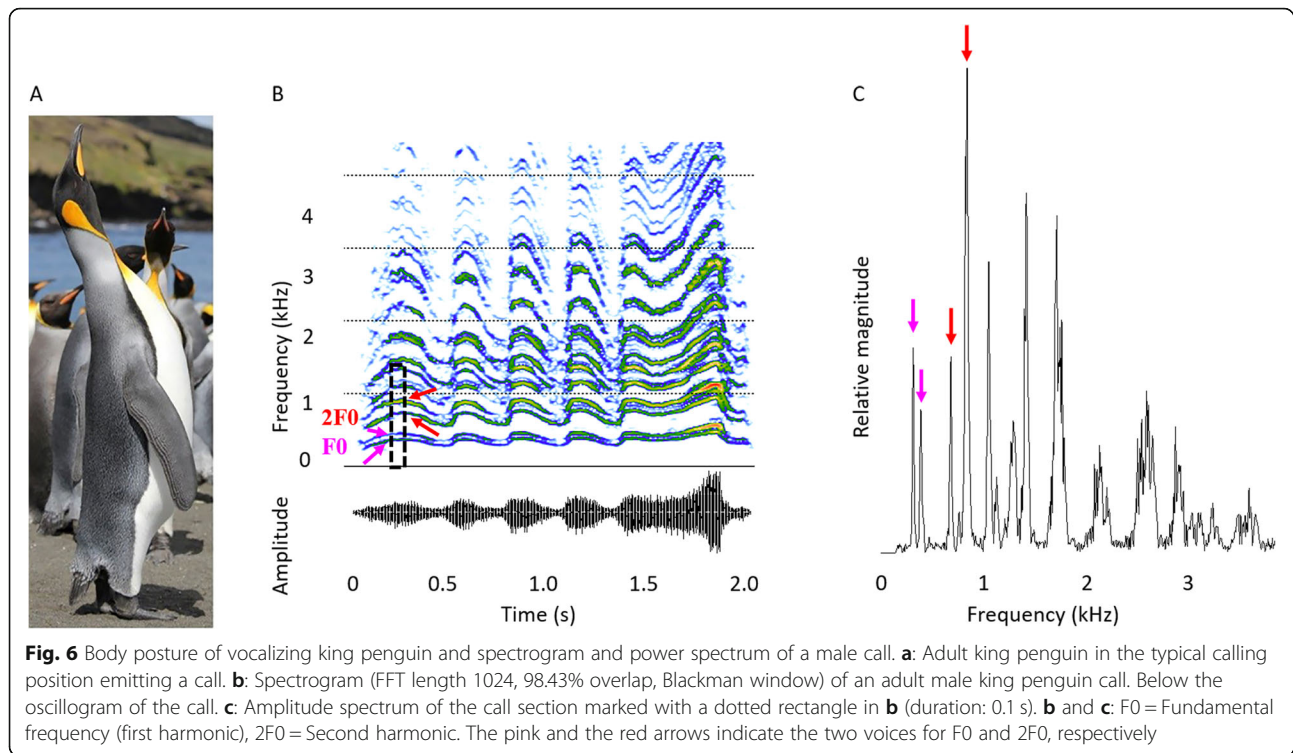 A
B
C
4
3
2
1
0
Frequency (kHz)
2F0
F0
Amplitude
0 0.5 1.0 1.5 2.0
Time (s)
Relative magnitude
0 1 2 3
Frequency (kHz)
Fig. 6 Body posture of vocalizing king penguin and spectrogram and power spectrum of a male call. a: Adult king penguin in the typical calling
position emitting a call. b: Spectrogram (FFT length 1024, 98.43% overlap, Blackman window) of an adult male king penguin call. Below the
oscillogram of the call. c: Amplitude spectrum of the call section marked with a dotted rectangle in b (duration: 0.1 s). b and c: F0 = Fundamental
frequency (first harmonic), 2F0 = Second harmonic. The pink and the red arrows indicate the two voices for F0 and 2F0, respectively